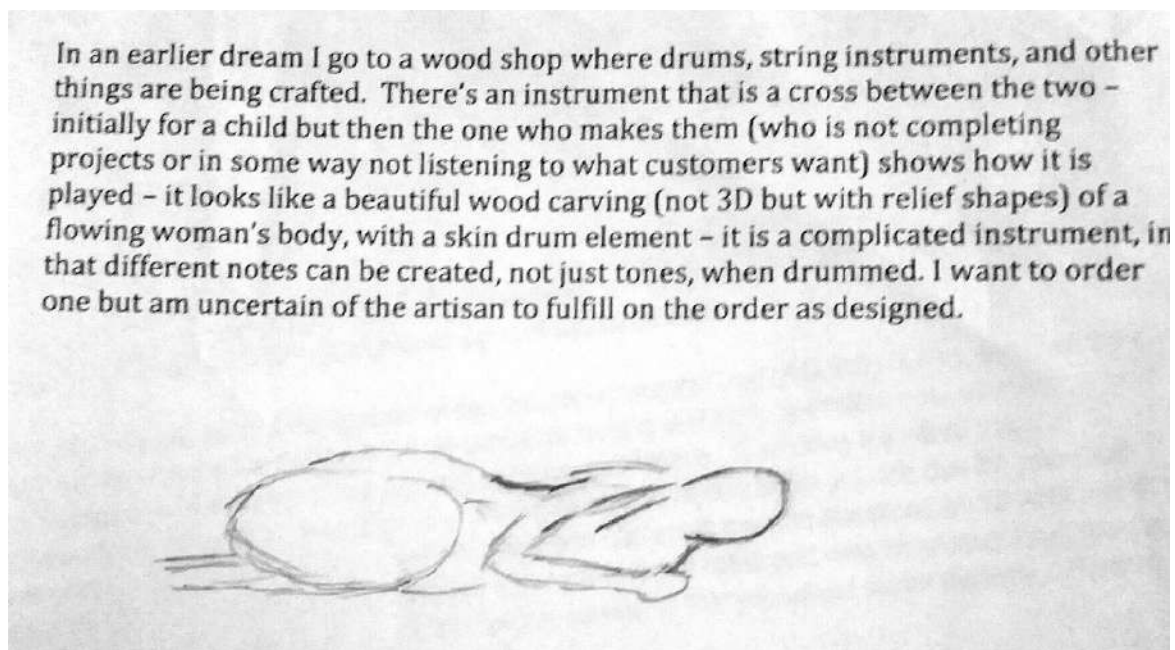 In an earlier dream I go to a wood shop where drums, string instruments, and other
things are being crafted.  There's an instrument that is a cross between the two –
initially for a child but then the one who makes them (who is not completing
projects or in some way not listening to what customers want) shows how it is
played – it looks like a beautiful wood carving (not 3D but with relief shapes) of a
flowing woman's body, with a skin drum element – it is a complicated instrument, in
that different notes can be created, not just tones, when drummed. I want to order
one but am uncertain of the artisan to fulfill on the order as designed.